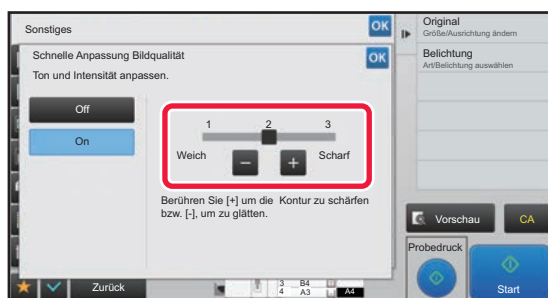 Sonstiges
OK
Schnelle Anpassung Bildqualität
OK
Ton und Intensität anpassen.
Off
On
1 2 3
Weich
Scharf
Berühren Sie [+] um die Kontur zu schärfen
bzw. [-], um zu glätten.
Zurück
3 B4
4 A3
A4
Original
Größe/Ausrichtung ändern
Belichtung
Art/Belichtung auswählen
Vorschau
CA
Probedruck
Start